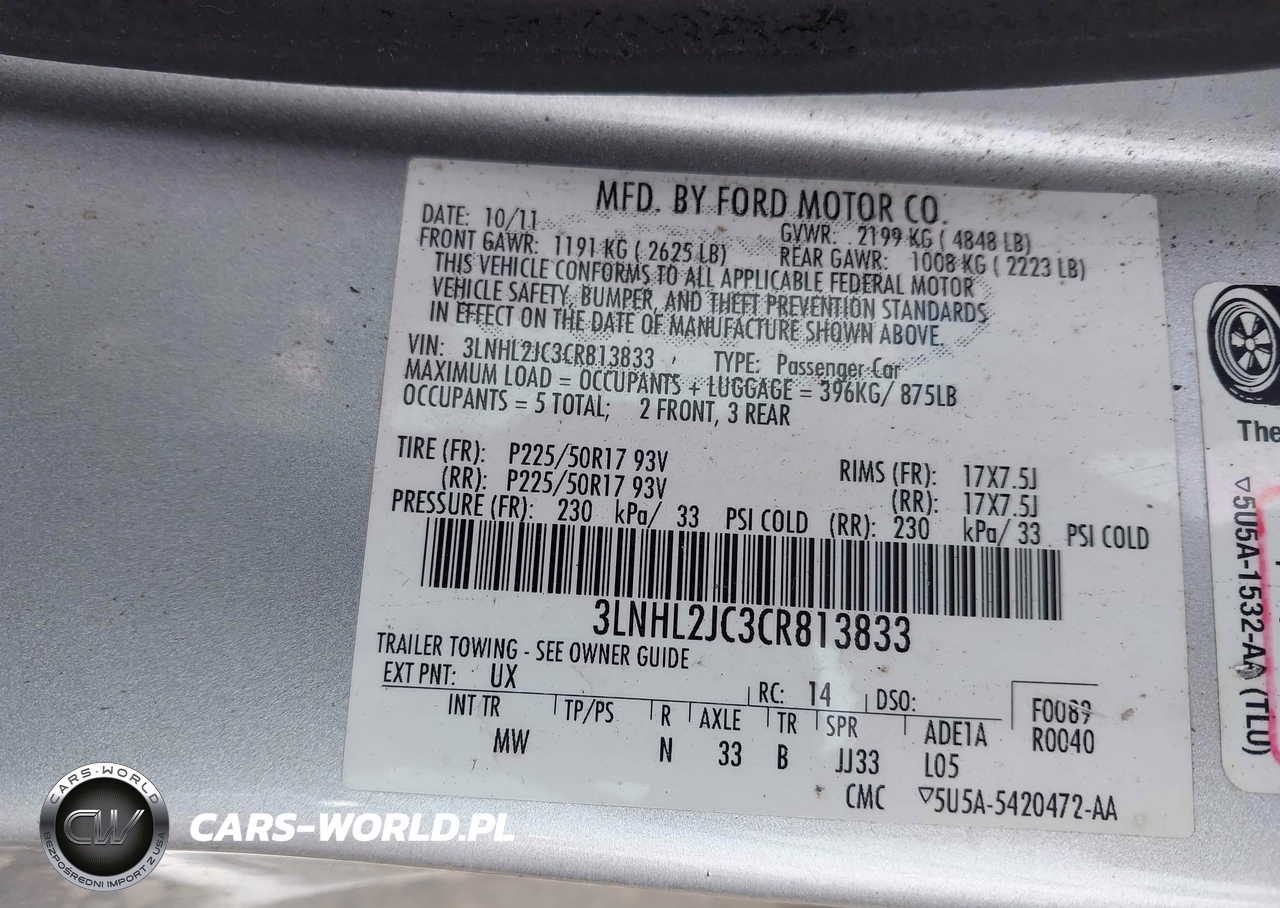 MFD. BY FORD MOTOR CO.
DATE: 10/11 GVWR: 2199 KG ( 4848 LB)
FRONT GAWR: 1191 KG ( 2625 LB) REAR GAWR: 1008 KG ( 2223 LB)
THIS VEHICLE CONFORMS TO ALL APPLICABLE FEDERAL MOTOR
VEHICLE SAFETY, BUMPER, AND THEFT PREVENTION STANDARDS
IN EFFECT ON THE DATE OF MANUFACTURE SHOWN ABOVE.
VIN: 3LNHL2JC3CR813833 TYPE: Passenger Car
MAXIMUM LOAD = OCCUPANTS + LUGGAGE = 396KG/ 875LB
OCCUPANTS = 5 TOTAL; 2 FRONT, 3 REAR
TIRE (FR): P225/50R17 93V RIMS (FR): 17X7.5J
(RR): P225/50R17 93V (RR): 17X7.5J
PRESSURE (FR): 230 kPa/ 33 PSI COLD (RR): 230 kPa/ 33 PSI COLD
3LNHL2JC3CR813833
TRAILER TOWING - SEE OWNER GUIDE
EXT PNT: UX RC: 14 DSO: F0089
INT TR TP/PS R AXLE TR SPR ADE1A R0040
MW N 33 B JJ33 L05
CMC ▽5U5A-5420472-AA
The
▽5U5A-1532-AA (TLU)
CARS-WORLD
CW
BEZPOŚREDNI IMPORT Z USA
CARS-WORLD.PL